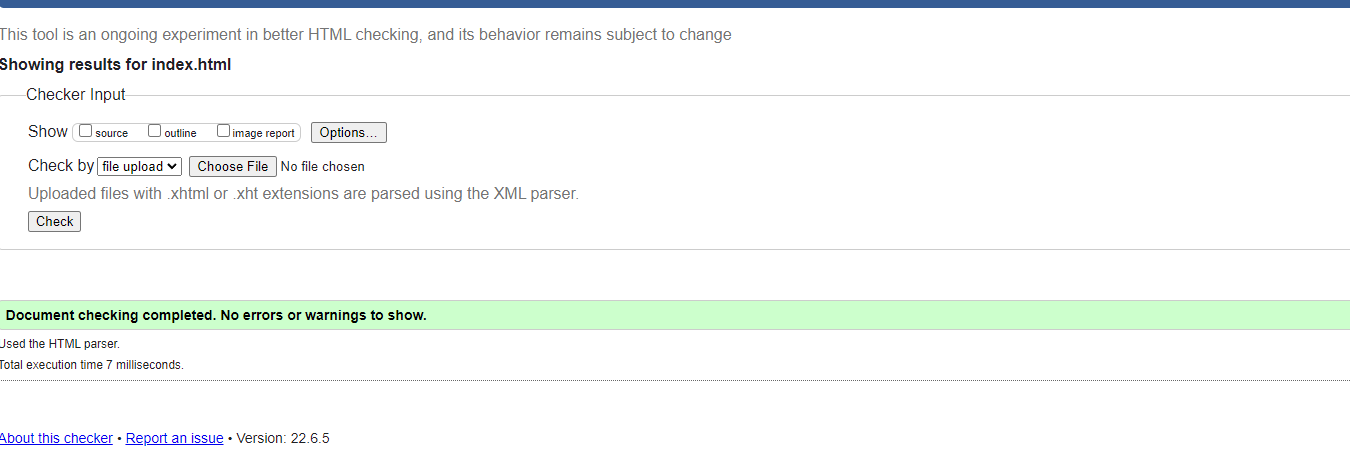 This tool is an ongoing experiment in better HTML checking, and its behavior remains subject to change
Showing results for index.html
Checker Input
Show source outline image report Options...
Check by file upload Choose File No file chosen
Uploaded files with .xhtml or .xht extensions are parsed using the XML parser.
Check
Document checking completed. No errors or warnings to show.
Used the HTML parser.
Total execution time 7 milliseconds.
About this checker • Report an issue • Version: 22.6.5